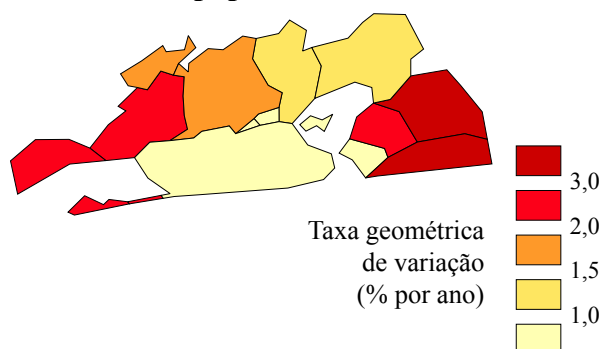 3,0
2,0
Taxa geométrica
de variação
1,5
(% por ano)
1,0